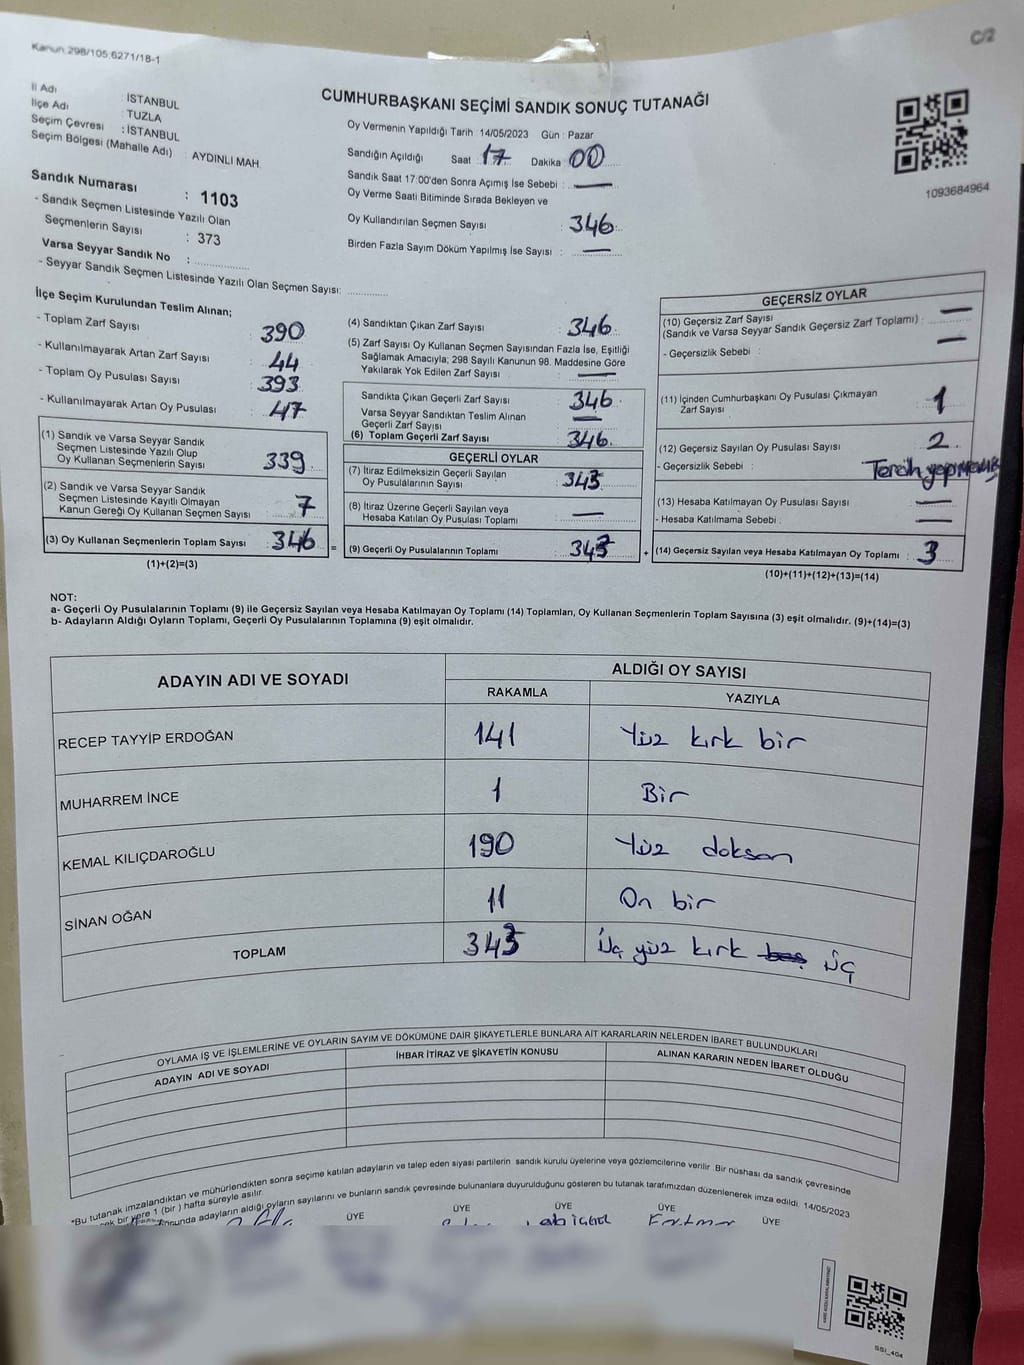 Kanun:298/105;6271/18-1
C/2
İl Adı : İSTANBUL
İlçe Adı : TUZLA
Seçim Çevresi : İSTANBUL
Seçim Bölgesi (Mahalle Adı) : AYDINLI MAH.
Sandık Numarası : 1103
- Sandık Seçmen Listesinde Yazılı Olan
Seçmenlerin Sayısı : 373
Varsa Seyyar Sandık No :
- Seyyar Sandık Seçmen Listesinde Yazılı Olan Seçmen Sayısı:
CUMHURBAŞKANI SEÇİMİ SANDIK SONUÇ TUTANAĞI
Oy Vermenin Yapıldığı Tarih :14/05/2023 Gün : Pazar
Sandığın Açıldığı Saat 17 Dakika 00
Sandık Saat 17:00'den Sonra Açımış İse Sebebi : —
Oy Verme Saati Bitiminde Sırada Bekleyen ve
Oy Kullandırılan Seçmen Sayısı : 346
Birden Fazla Sayım Döküm Yapılmış İse Sayısı : —
1093684964
İlçe Seçim Kurulundan Teslim Alınan;
- Toplam Zarf Sayısı : 390
- Kullanılmayarak Artan Zarf Sayısı : 44
- Toplam Oy Pusulası Sayısı : 393
- Kullanılmayarak Artan Oy Pusulası : 47
(1) Sandık ve Varsa Seyyar Sandık
Seçmen Listesinde Yazılı Olup
Oy Kullanan Seçmenlerin Sayısı : 339
(2) Sandık ve Varsa Seyyar Sandık
Seçmen Listesinde Kayıtlı Olmayan
Kanun Gereği Oy Kullanan Seçmen Sayısı : 7
(3) Oy Kullanan Seçmenlerin Toplam Sayısı : 346
(1)+(2)=(3)
(4) Sandıktan Çıkan Zarf Sayısı : 346
(5) Zarf Sayısı Oy Kullanan Seçmen Sayısından Fazla İse, Eşitliği
Sağlamak Amacıyla; 298 Sayılı Kanunun 98. Maddesine Göre
Yakılarak Yok Edilen Zarf Sayısı : —
Sandıkta Çıkan Geçerli Zarf Sayısı : 346
Varsa Seyyar Sandıktan Teslim Alınan
Geçerli Zarf Sayısı : —
(6) Toplam Geçerli Zarf Sayısı : 346
GEÇERLİ OYLAR
(7) İtiraz Edilmeksizin Geçerli Sayılan
Oy Pusulalarının Sayısı : 343
(8) İtiraz Üzerine Geçerli Sayılan veya
Hesaba Katılan Oy Pusulası Toplamı : —
= (9) Geçerli Oy Pusulalarının Toplamı : 343 +
GEÇERSİZ OYLAR
(10) Geçersiz Zarf Sayısı : —
(Sandık ve Varsa Seyyar Sandık Geçersiz Zarf Toplamı) : —
- Geçersizlik Sebebi :
(11) İçinden Cumhurbaşkanı Oy Pusulası Çıkmayan
Zarf Sayısı : 1
(12) Geçersiz Sayılan Oy Pusulası Sayısı : 2
- Geçersizlik Sebebi : Tercih yapmamış
(13) Hesaba Katılmayan Oy Pusulası Sayısı : —
- Hesaba Katılmama Sebebi : —
(14) Geçersiz Sayılan veya Hesaba Katılmayan Oy Toplamı : 3
(10)+(11)+(12)+(13)=(14)
NOT:
a- Geçerli Oy Pusulalarının Toplamı (9) ile Geçersiz Sayılan veya Hesaba Katılmayan Oy Toplamı (14) Toplamları, Oy Kullanan Seçmenlerin Toplam Sayısına (3) eşit olmalıdır. (9)+(14)=(3)
b- Adayların Aldığı Oyların Toplamı, Geçerli Oy Pusulalarının Toplamına (9) eşit olmalıdır.
ADAYIN ADI VE SOYADI ALDIĞI OY SAYISI
RAKAMLA YAZIYLA
RECEP TAYYİP ERDOĞAN 141 Yüz kırk bir
MUHARREM İNCE 1 Bir
KEMAL KILIÇDAROĞLU 190 Yüz doksan
SİNAN OĞAN 11 On bir
TOPLAM 343 Üç yüz kırk beş üç
OYLAMA İŞ VE İŞLEMLERİNE VE OYLARIN SAYIM VE DÖKÜMÜNE DAİR ŞİKAYETLERLE BUNLARA AİT KARARLARIN NELERDEN İBARET BULUNDUKLARI
ADAYIN ADI VE SOYADI İHBAR İTİRAZ VE ŞİKAYETİN KONUSU ALINAN KARARIN NEDEN İBARET OLDUĞU
*Bu tutanak imzalandıktan ve mühürlendikten sonra seçime katılan adayların ve talep eden siyasi partilerin sandık kurulu üyelerine veya gözlemcilerine verilir. Bir nüshası da sandık çevresinde
bir yere 1 (bir) hafta süreyle asılır.
adayların aldığı oyların sayılarını ve bunların sandık çevresinde bulunanlara duyurulduğunu gösteren bu tutanak tarafımızdan düzenlenerek imza edildi. 14/05/2023
ÜYE ÜYE ÜYE ÜYE
SSİ_404